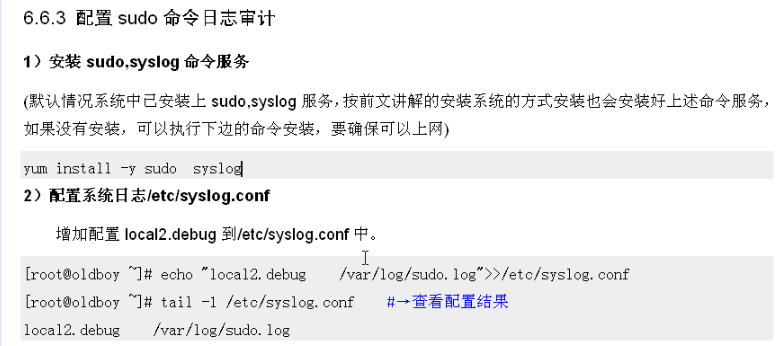 6.6.3 配置 sudo 命令日志审计
1）安装 sudo,syslog 命令服务
(默认情况系统中已安装上 sudo,syslog 服务，按前文讲解的安装系统的方式安装也会安装好上述命令服务，
如果没有安装，可以执行下边的命令安装，要确保可以上网)
yum install -y sudo  syslog
2）配置系统日志/etc/syslog.conf
增加配置 local2.debug 到/etc/syslog.conf 中。
[root@oldboy ~]# echo "local2.debug    /var/log/sudo.log">>/etc/syslog.conf
[root@oldboy ~]# tail -1 /etc/syslog.conf    #→查看配置结果
local2.debug    /var/log/sudo.log